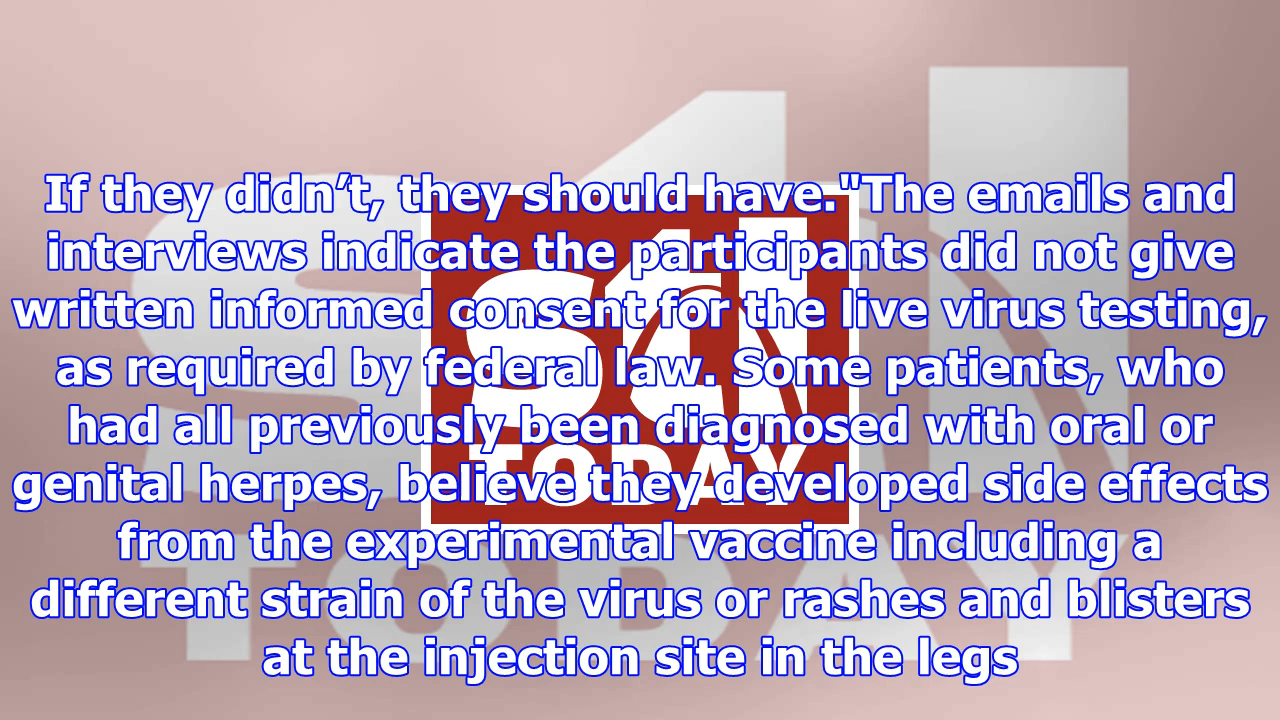 If they didn’t, they should have."The emails and
interviews indicate the participants did not give
written informed consent for the live virus testing,
as required by federal law. Some patients, who
had all previously been diagnosed with oral or
genital herpes, believe they developed side effects
from the experimental vaccine including a
different strain of the virus or rashes and blisters
at the injection site in the legs
TODAY
TODAY